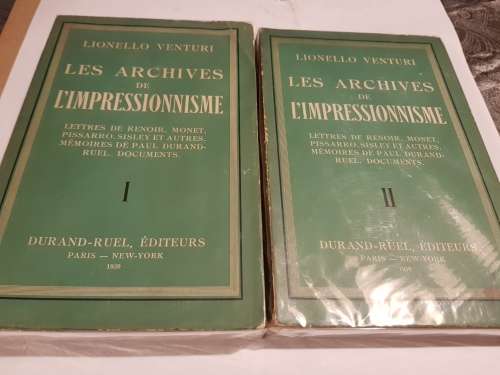 LIONELLO VENTURI
LES ARCHIVES
DE
L'IMPRESSIONNISME
LETTRES DE RENOIR, MONET,
PISSARRO, SISLEY ET AUTRES.
MÉMOIRES DE PAUL DURAND-
RUEL. DOCUMENTS.
I
DURAND-RUEL, ÉDITEURS
PARIS — NEW-YORK
1939
LIONELLO VENTURI
LES ARCHIVES
DE
L'IMPRESSIONNISME
LETTRES DE RENOIR, MONET,
PISSARRO, SISLEY ET AUTRES.
MÉMOIRES DE PAUL DURAND-
RUEL. DOCUMENTS.
II
DURAND-RUEL, ÉDITEURS
PARIS — NEW-YORK
1939